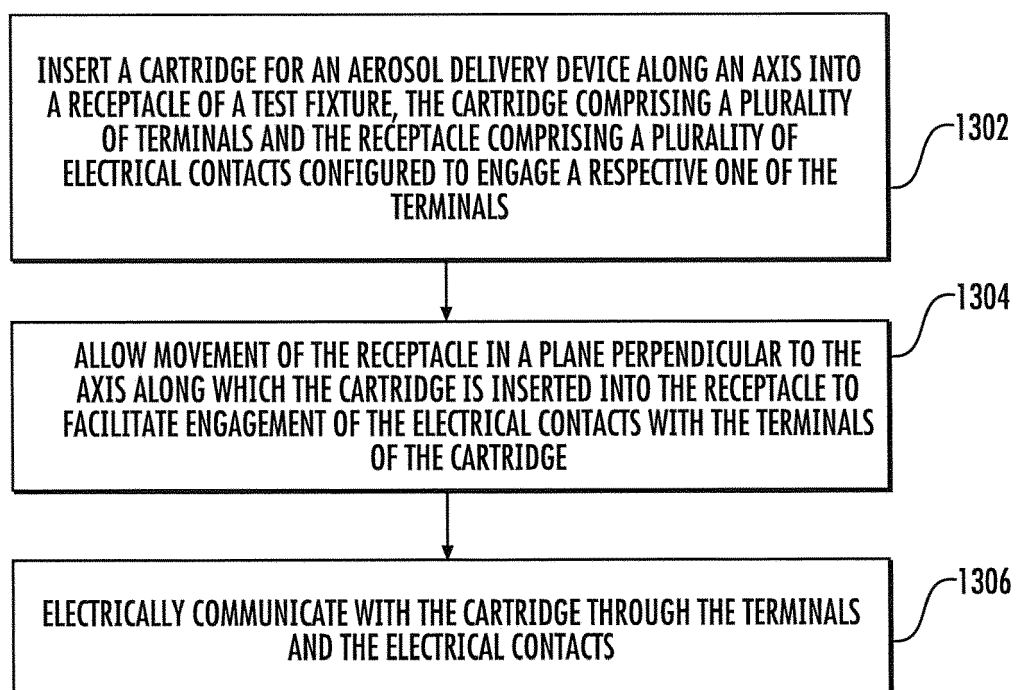 INSERT A CARTRIDGE FOR AN AEROSOL DELIVERY DEVICE ALONG AN AXIS INTO
A RECEPTACLE OF A TEST FIXTURE, THE CARTRIDGE COMPRISING A PLURALITY
OF TERMINALS AND THE RECEPTACLE COMPRISING A PLURALITY OF
ELECTRICAL CONTACTS CONFIGURED TO ENGAGE A RESPECTIVE ONE OF THE
TERMINALS
1302
ALLOW MOVEMENT OF THE RECEPTACLE IN A PLANE PERPENDICULAR TO THE
AXIS ALONG WHICH THE CARTRIDGE IS INSERTED INTO THE RECEPTACLE TO
FACILITATE ENGAGEMENT OF THE ELECTRICAL CONTACTS WITH THE TERMINALS
OF THE CARTRIDGE
1304
ELECTRICALLY COMMUNICATE WITH THE CARTRIDGE THROUGH THE TERMINALS
AND THE ELECTRICAL CONTACTS
1306